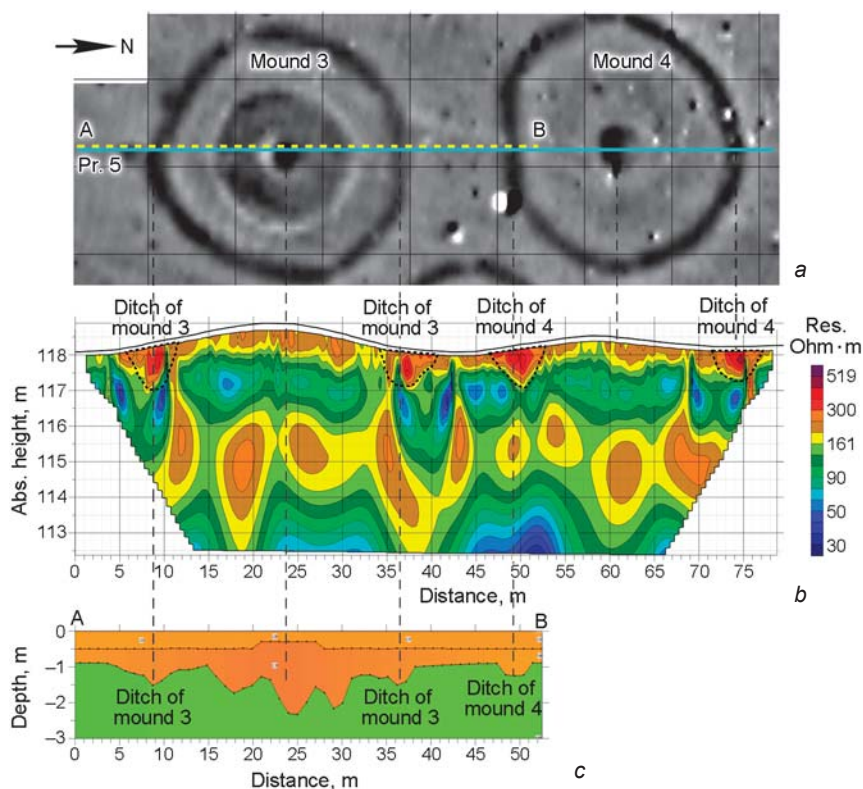 N
Mound 3
Mound 4
A
B
Pr. 5
a
Ditch of mound 3
Ditch of mound 3
Ditch of mound 4
Ditch of mound 4
Res.
Ohm·m
118
117
116
115
114
113
Abs. height, m
519
300
161
90
50
30
0 5 10 15 20 25 30 35 40 45 50 55 60 65 70 75
Distance, m
b
A
B
0
–1
–2
–3
Depth, m
Ditch of mound 3
Ditch of mound 3
Ditch of mound 4
0 5 10 15 20 25 30 35 40 45 50
Distance, m
c